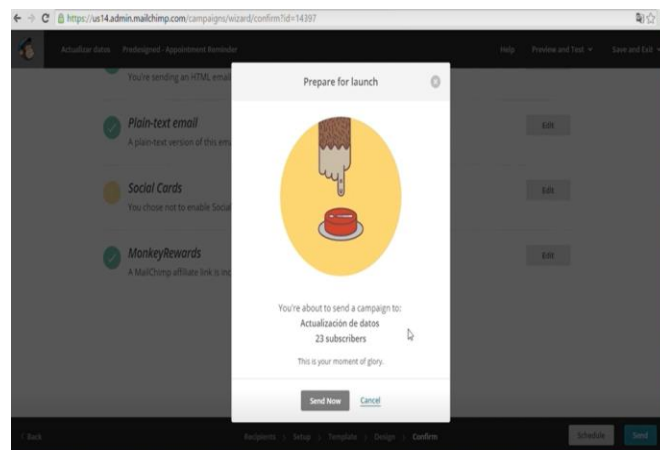 https://us14.admin.mailchimp.com/campaigns/wizard/confirm?id=14397
Actualizar datos Predesigned - Appointment Reminder Help Preview and Test Save and Exit
You're sending an HTML email
Prepare for launch
Plain-text email Edit
A plain-text version of this ema
Social Cards Edit
You chose not to enable Social
MonkeyRewards Edit
A MailChimp affiliate link is inc
You're about to send a campaign to:
Actualización de datos
23 subscribers
This is your moment of glory.
Send Now Cancel
< Back Recipients > Setup > Template > Design > Confirm Schedule Send